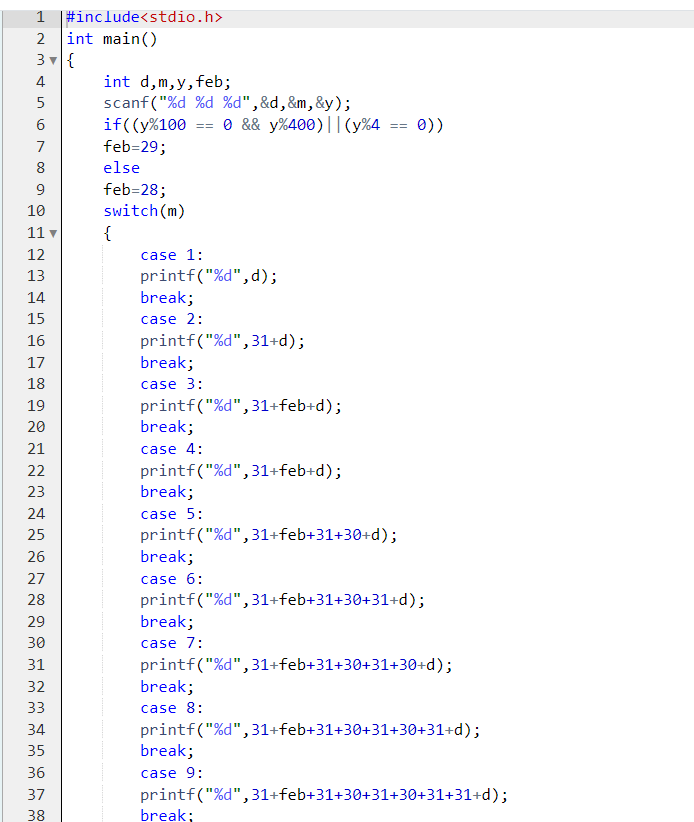 1 #include<stdio.h>
2 int main()
3 {
4 int d,m,y,feb;
5 scanf("%d %d %d",&d,&m,&y);
6 if((y%100 == 0 && y%400)||(y%4 == 0))
7 feb=29;
8 else
9 feb=28;
10 switch(m)
11 {
12 case 1:
13 printf("%d",d);
14 break;
15 case 2:
16 printf("%d",31+d);
17 break;
18 case 3:
19 printf("%d",31+feb+d);
20 break;
21 case 4:
22 printf("%d",31+feb+d);
23 break;
24 case 5:
25 printf("%d",31+feb+31+30+d);
26 break;
27 case 6:
28 printf("%d",31+feb+31+30+31+d);
29 break;
30 case 7:
31 printf("%d",31+feb+31+30+31+30+d);
32 break;
33 case 8:
34 printf("%d",31+feb+31+30+31+30+31+d);
35 break;
36 case 9:
37 printf("%d",31+feb+31+30+31+30+31+31+d);
38 break;